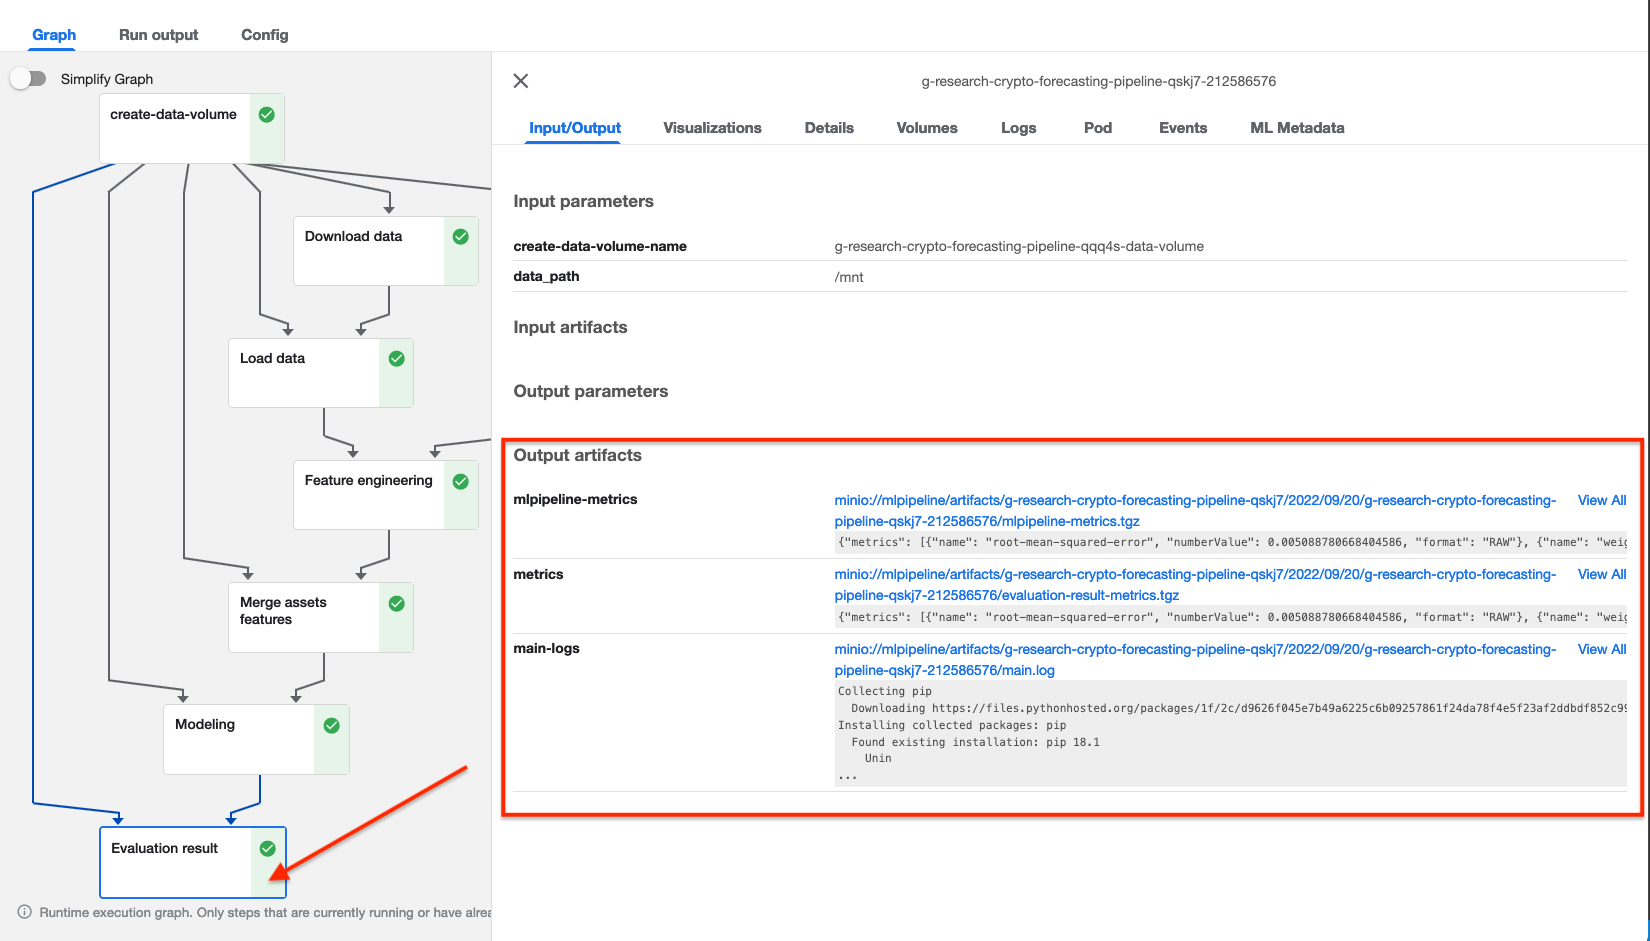 Graph
Run output
Config
Simplify Graph
create-data-volume
Download data
Load data
Feature engineering
Merge assets
features
Modeling
Evaluation result
Runtime execution graph. Only steps that are currently running or have alrea
g-research-crypto-forecasting-pipeline-qskj7-212586576
Input/Output
Visualizations
Details
Volumes
Logs
Pod
Events
ML Metadata
Input parameters
create-data-volume-name
g-research-crypto-forecasting-pipeline-qqq4s-data-volume
data_path
/mnt
Input artifacts
Output parameters
Output artifacts
mlpipeline-metrics
minio://mlpipeline/artifacts/g-research-crypto-forecasting-pipeline-qskj7/2022/09/20/g-research-crypto-forecasting-
pipeline-qskj7-212586576/mlpipeline-metrics.tgz
View All
{"metrics": [{"name": "root-mean-squared-error", "numberValue": 0.005088780668404586, "format": "RAW"}, {"name": "weig
metrics
minio://mlpipeline/artifacts/g-research-crypto-forecasting-pipeline-qskj7/2022/09/20/g-research-crypto-forecasting-
pipeline-qskj7-212586576/evaluation-result-metrics.tgz
View All
{"metrics": [{"name": "root-mean-squared-error", "numberValue": 0.005088780668404586, "format": "RAW"}, {"name": "weig
main-logs
minio://mlpipeline/artifacts/g-research-crypto-forecasting-pipeline-qskj7/2022/09/20/g-research-crypto-forecasting-
pipeline-qskj7-212586576/main.log
View All
Collecting pip
Downloading https://files.pythonhosted.org/packages/1f/2c/d9626f045e7b49a6225c6b09257861f24da78f4e5f23af2ddbdf852c99
Installing collected packages: pip
Found existing installation: pip 18.1
Unin
...